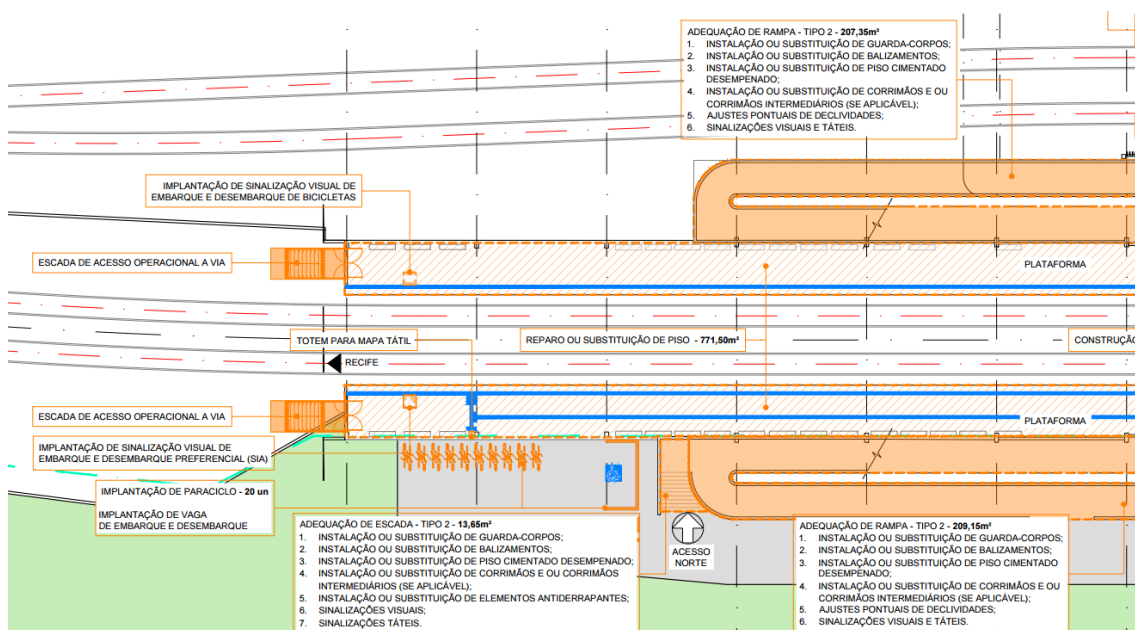 ADEQUAÇÃO DE RAMPA - TIPO 2 - 207,35m²
1. INSTALAÇÃO OU SUBSTITUIÇÃO DE GUARDA-CORPOS;
2. INSTALAÇÃO OU SUBSTITUIÇÃO DE BALIZAMENTOS;
3. INSTALAÇÃO OU SUBSTITUIÇÃO DE PISO CIMENTADO
DESEMPENADO;
4. INSTALAÇÃO OU SUBSTITUIÇÃO DE CORRIMÃOS E OU
CORRIMÃOS INTERMEDIÁRIOS (SE APLICÁVEL);
5. AJUSTES PONTUAIS DE DECLIVIDADES;
6. SINALIZAÇÕES VISUAIS E TÁTEIS.
IMPLANTAÇÃO DE SINALIZAÇÃO VISUAL DE
EMBARQUE E DESEMBARQUE DE BICICLETAS
ESCADA DE ACESSO OPERACIONAL A VIA
PLATAFORMA
TOTEM PARA MAPA TÁTIL
REPARO OU SUBSTITUIÇÃO DE PISO - 771,50m²
CONSTRUÇÃO
RECIFE
ESCADA DE ACESSO OPERACIONAL A VIA
PLATAFORMA
IMPLANTAÇÃO DE SINALIZAÇÃO VISUAL DE
EMBARQUE E DESEMBARQUE PREFERENCIAL (SIA)
IMPLANTAÇÃO DE PARACICLO - 20 un
IMPLANTAÇÃO DE VAGA
DE EMBARQUE E DESEMBARQUE
ADEQUAÇÃO DE ESCADA - TIPO 2 - 13,65m²
1. INSTALAÇÃO OU SUBSTITUIÇÃO DE GUARDA-CORPOS;
2. INSTALAÇÃO OU SUBSTITUIÇÃO DE BALIZAMENTOS;
3. INSTALAÇÃO OU SUBSTITUIÇÃO DE PISO CIMENTADO DESEMPENADO;
4. INSTALAÇÃO OU SUBSTITUIÇÃO DE CORRIMÃOS E OU CORRIMÃOS
INTERMEDIÁRIOS (SE APLICÁVEL);
5. INSTALAÇÃO OU SUBSTITUIÇÃO DE ELEMENTOS ANTIDERRAPANTES;
6. SINALIZAÇÕES VISUAIS;
7. SINALIZAÇÕES TÁTEIS.
ACESSO
NORTE
ADEQUAÇÃO DE RAMPA - TIPO 2 - 209,15m²
1. INSTALAÇÃO OU SUBSTITUIÇÃO DE GUARDA-CORPOS;
2. INSTALAÇÃO OU SUBSTITUIÇÃO DE BALIZAMENTOS;
3. INSTALAÇÃO OU SUBSTITUIÇÃO DE PISO CIMENTADO
DESEMPENADO;
4. INSTALAÇÃO OU SUBSTITUIÇÃO DE CORRIMÃOS E OU
CORRIMÃOS INTERMEDIÁRIOS (SE APLICÁVEL);
5. AJUSTES PONTUAIS DE DECLIVIDADES;
6. SINALIZAÇÕES VISUAIS E TÁTEIS.